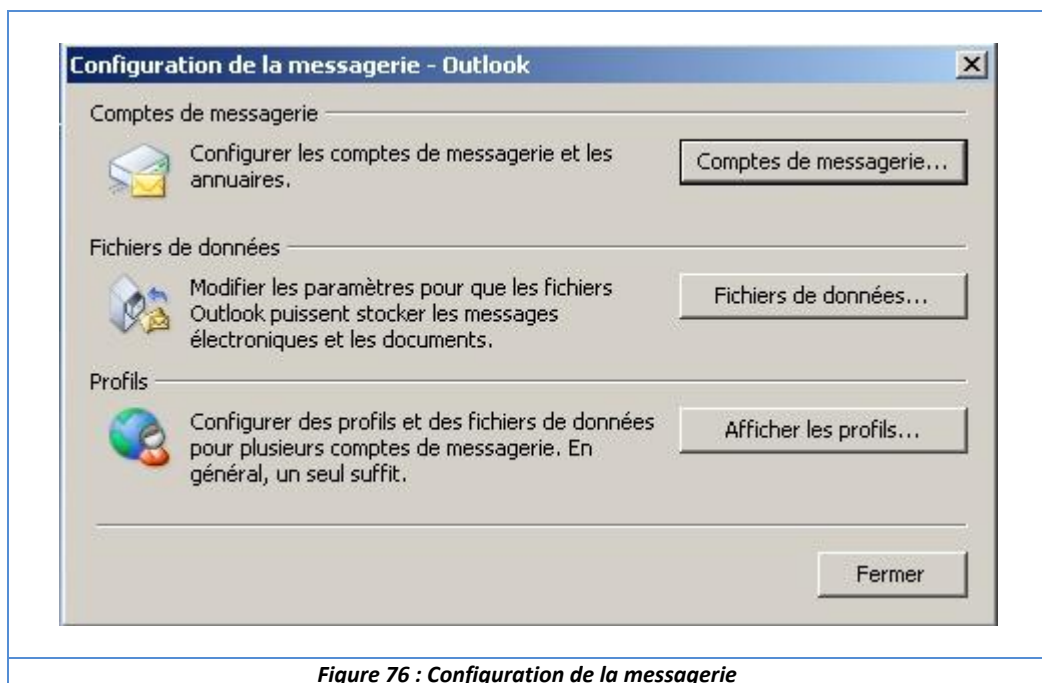 Configuration de la messagerie - Outlook
Comptes de messagerie
Configurer les comptes de messagerie et les
annuaires.
Comptes de messagerie...
Fichiers de données
Modifier les paramètres pour que les fichiers
Outlook puissent stocker les messages
électroniques et les documents.
Fichiers de données...
Profils
Configurer des profils et des fichiers de données
pour plusieurs comptes de messagerie. En
général, un seul suffit.
Afficher les profils...
Fermer
Figure 76 : Configuration de la messagerie